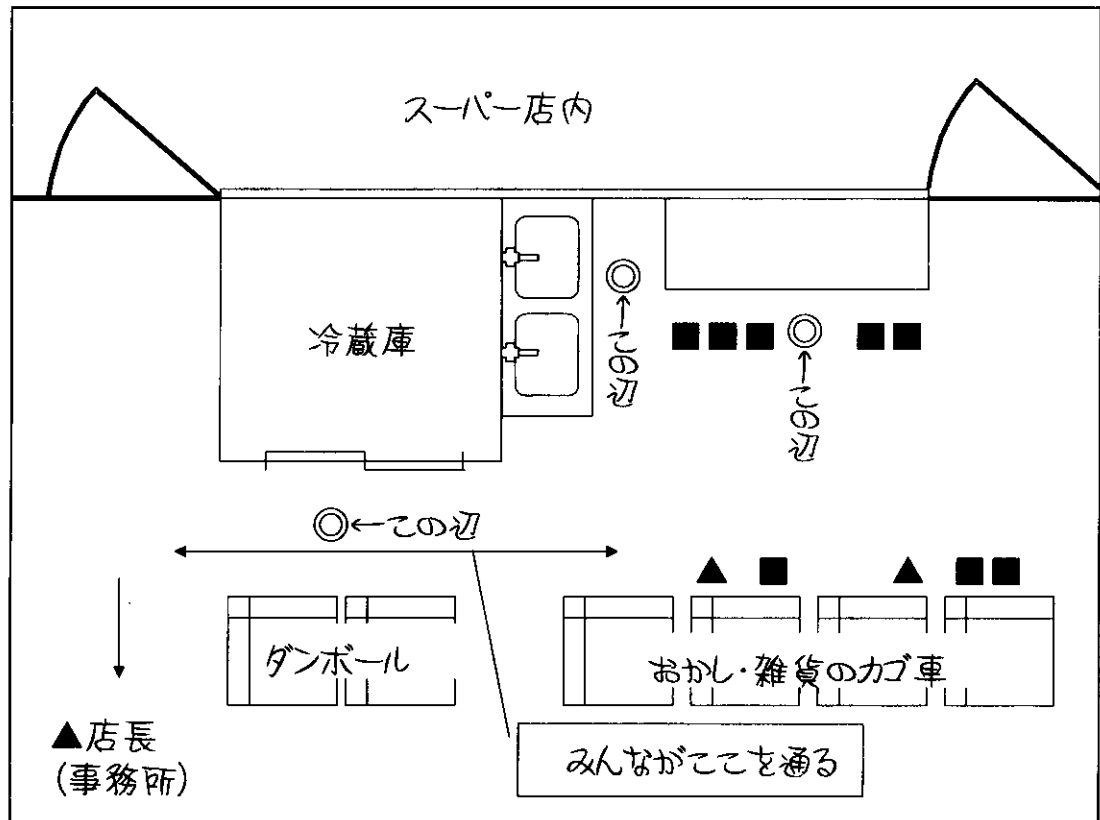 スーパー店内
冷蔵庫
←この辺
←この辺
←この辺
ダンボール
おかし・雑貨のカゴ車
▲店長
(事務所)
みんながここを通る